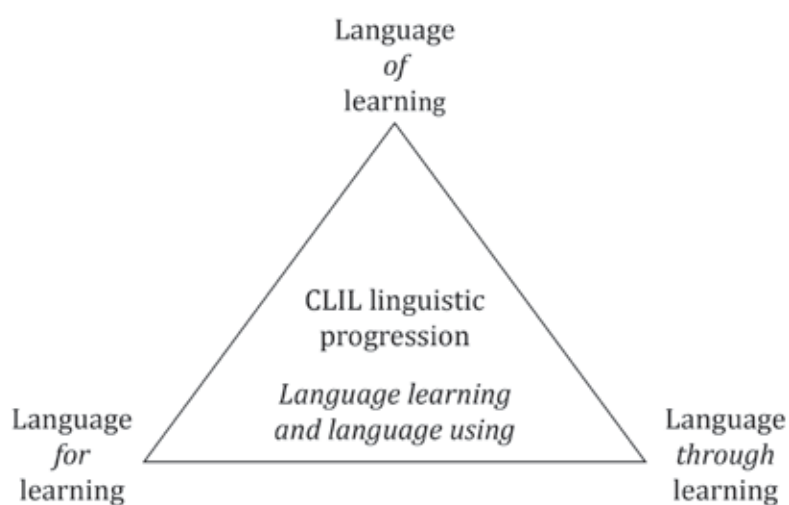 Language
of
learning
CLIL linguistic
progression
Language learning
and language using
Language
for
learning
Language
through
learning